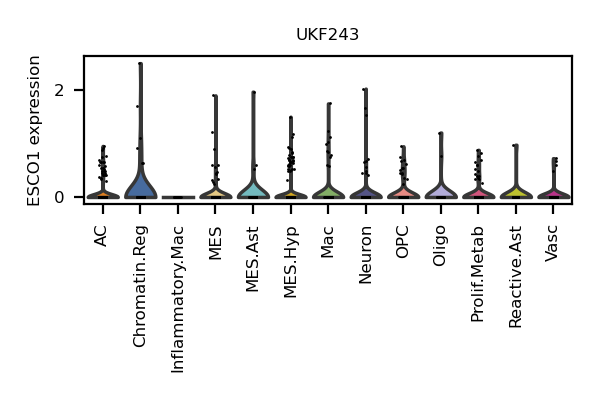 UKF243
ESCO1 expression
2
0
AC
Chromatin.Reg
Inflammatory.Mac
MES
MES.Ast
MES.Hyp
Mac
Neuron
OPC
Oligo
Prolif.Metab
Reactive.Ast
Vasc